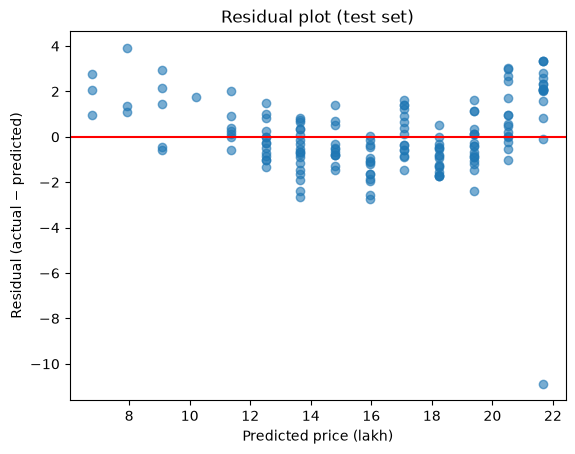 Residual plot (test set)
Residual (actual − predicted)
4
2
0
−2
−4
−6
−8
−10
8 10 12 14 16 18 20 22
Predicted price (lakh)